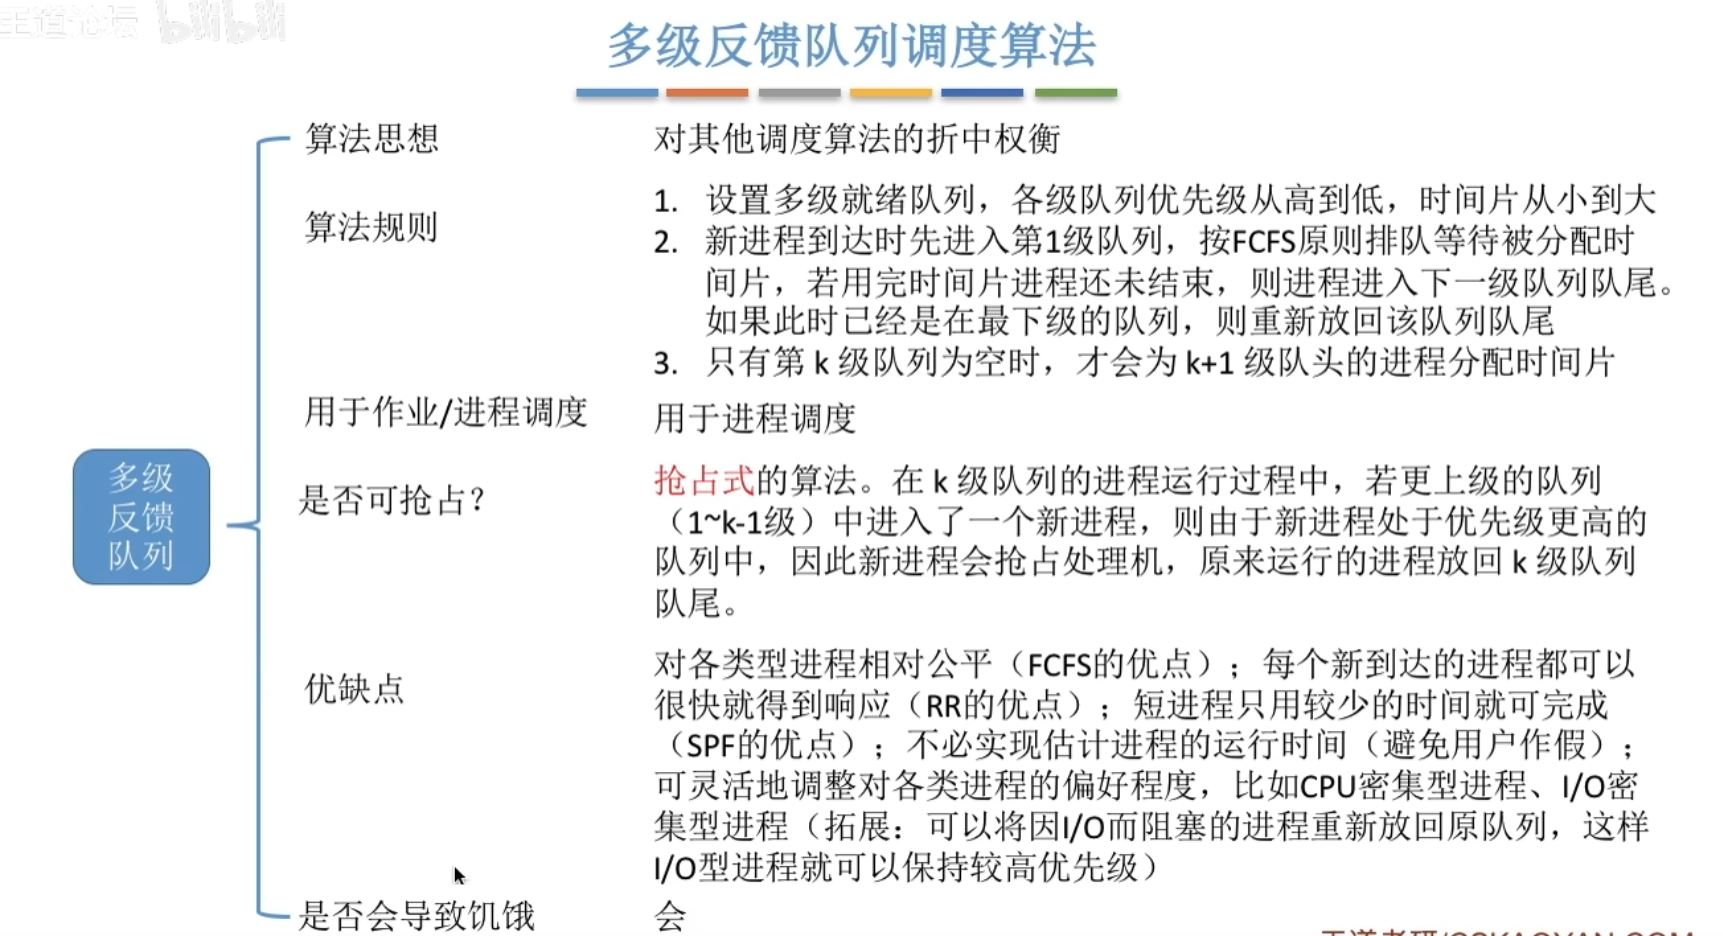 王道论坛 bilibili
多级反馈队列调度算法
算法思想
对其他调度算法的折中权衡
算法规则
1. 设置多级就绪队列，各级队列优先级从高到低，时间片从小到大
2. 新进程到达时先进入第1级队列，按FCFS原则排队等待被分配时
间片，若用完时间片进程还未结束，则进程进入下一级队列队尾。
如果此时已经是在最下级的队列，则重新放回该队列队尾
3. 只有第 k 级队列为空时，才会为 k+1 级队头的进程分配时间片
用于作业/进程调度
用于进程调度
多级
反馈
队列
是否可抢占？
抢占式的算法。在 k 级队列的进程运行过程中，若更上级的队列
（1~k-1级）中进入了一个新进程，则由于新进程处于优先级更高的
队列中，因此新进程会抢占处理机，原来运行的进程放回 k 级队列
队尾。
优缺点
对各类型进程相对公平（FCFS的优点）；每个新到达的进程都可以
很快就得到响应（RR的优点）；短进程只用较少的时间就可完成
（SPF的优点）；不必实现估计进程的运行时间（避免用户作假）；
可灵活地调整对各类进程的偏好程度，比如CPU密集型进程、I/O密
集型进程（拓展：可以将因I/O而阻塞的进程重新放回原队列，这样
I/O型进程就可以保持较高优先级）
是否会导致饥饿
会